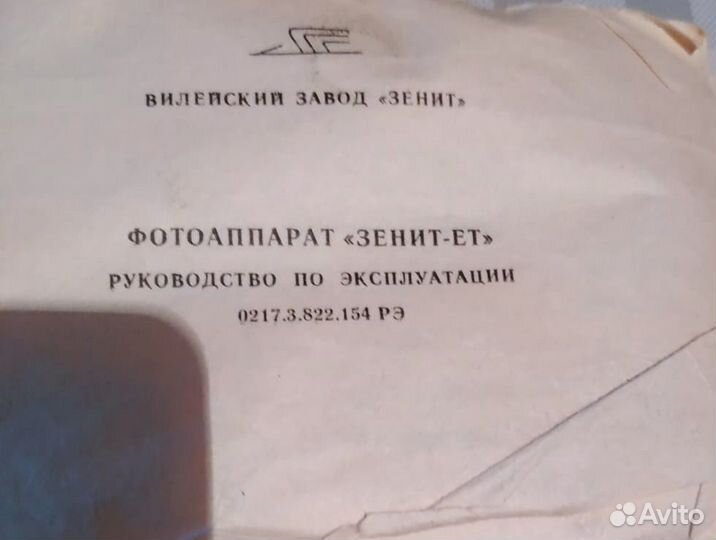 ВИЛЕЙСКИЙ ЗАВОД «ЗЕНИТ»
ФОТОАППАРАТ «ЗЕНИТ-ЕТ»
РУКОВОДСТВО ПО ЭКСПЛУАТАЦИИ
0217.3.822.154 РЭ
Avito